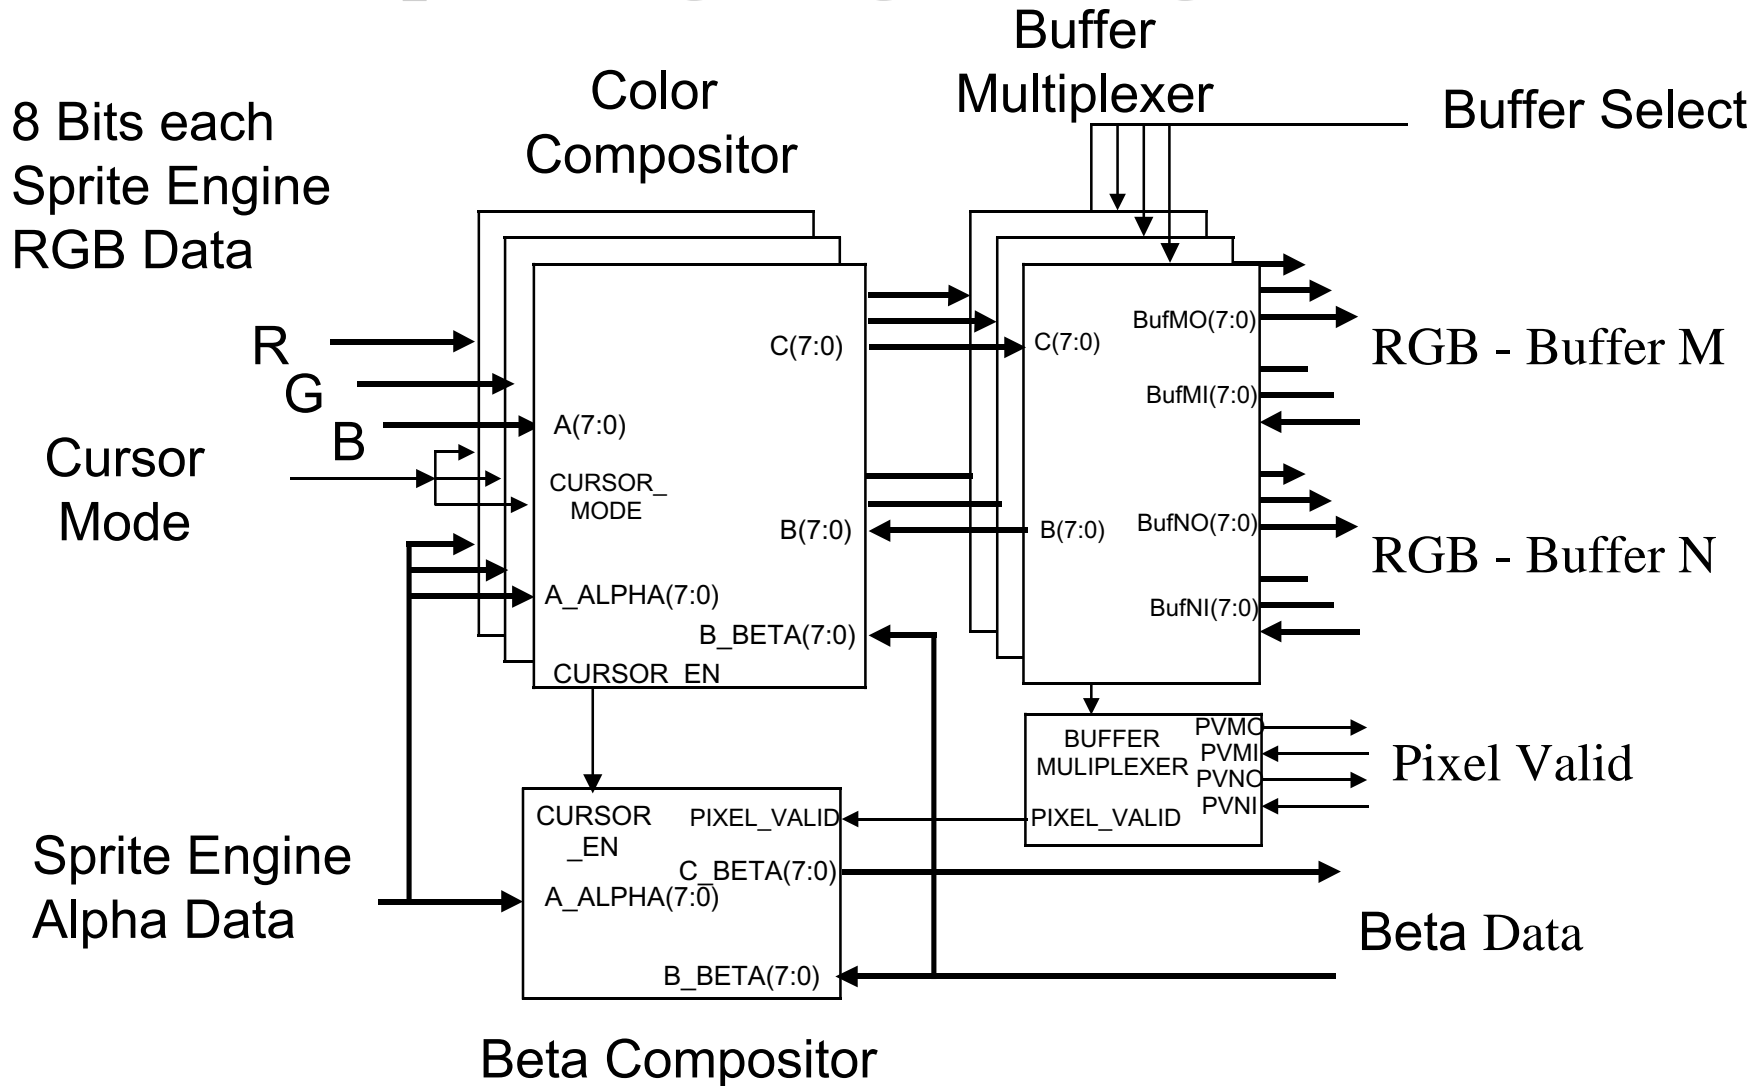 Buffer
Multiplexer
Color
Compositor
Buffer Select
8 Bits each
Sprite Engine
RGB Data
R
G
B
Cursor
Mode
A(7:0)
CURSOR_
MODE
A_ALPHA(7:0)
C(7:0)
B(7:0)
B_BETA(7:0)
CURSOR_EN
C(7:0)
B(7:0)
BufMO(7:0)
BufMI(7:0)
BufNO(7:0)
BufNI(7:0)
RGB - Buffer M
RGB - Buffer N
BUFFER
MULIPLEXER
PIXEL_VALID
PVMO
PVMI
PVNO
PVNI
Pixel Valid
CURSOR
_EN
PIXEL_VALID
C_BETA(7:0)
A_ALPHA(7:0)
B_BETA(7:0)
Sprite Engine
Alpha Data
Beta Data
Beta Compositor